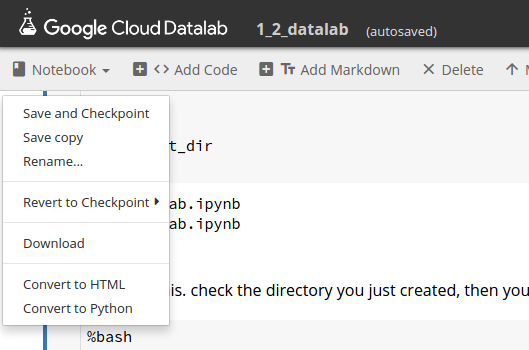 Google Cloud Datalab 1_2_datalab (autosaved)
Notebook Add Code Tт Add Markdown Delete
Save and Checkpoint
Save copy
Rename...
t_dir
Revert to Checkpoint
ab.ipynb
ab.ipynb
Download
Convert to HTML
is. check the directory you just created, then you
Convert to Python
%bash